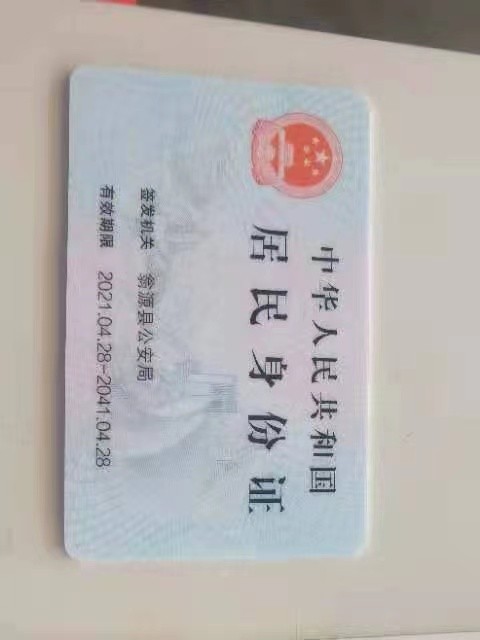 中华人民共和国
居民身份证
签发机关 翁源县公安局
有效期限 2021.04.28-2041.04.28